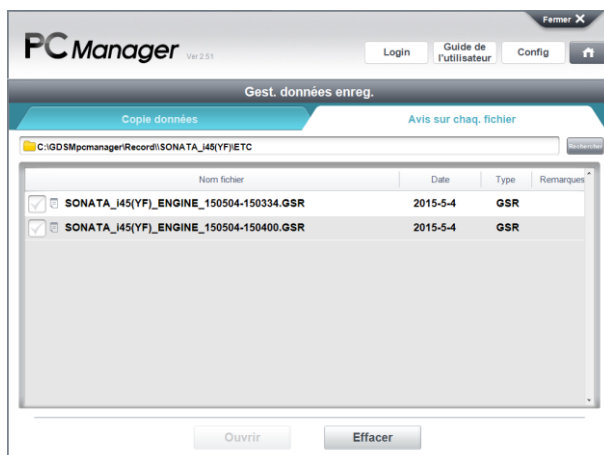 Fermer X
PC Manager Ver 2.51
Login
Guide de l'utilisateur
Config
Gest. données enreg.
Copie données
Avis sur chaq. fichier
C:\GDSMpcmanager\Record\\SONATA_i45(YF)\ETC
Rechercher
Nom fichier Date Type Remarques
SONATA_i45(YF)_ENGINE_150504-150334.GSR 2015-5-4 GSR
SONATA_i45(YF)_ENGINE_150504-150400.GSR 2015-5-4 GSR
Ouvrir
Effacer